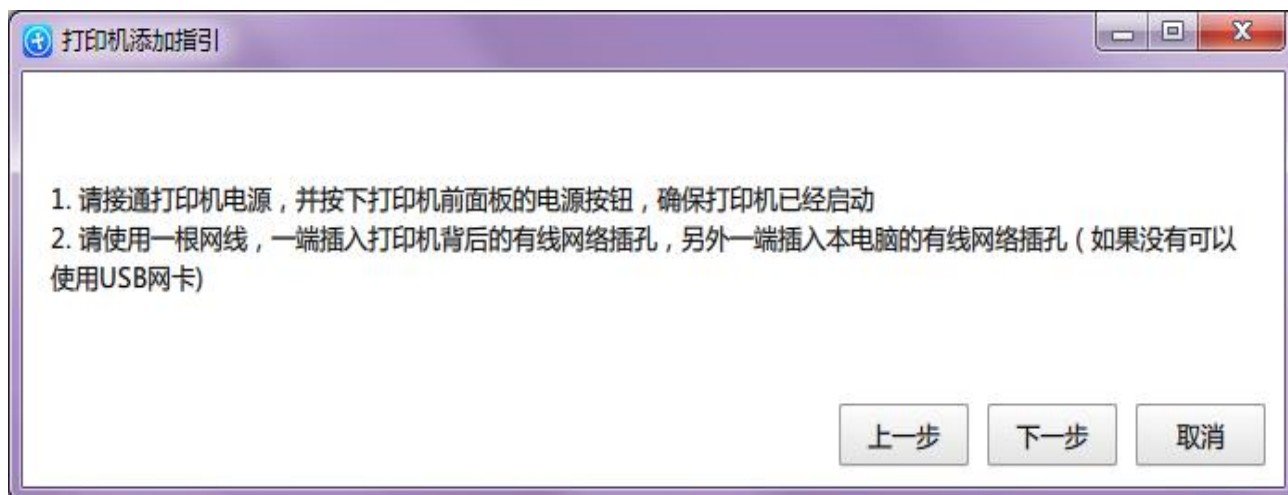 打印机添加指引
1. 请接通打印机电源，并按下打印机前面板的电源按钮，确保打印机已经启动
2. 请使用一根网线，一端插入打印机背后的有线网络插孔，另外一端插入本电脑的有线网络插孔（如果没有可以
使用USB网卡)
上一步 下一步 取消